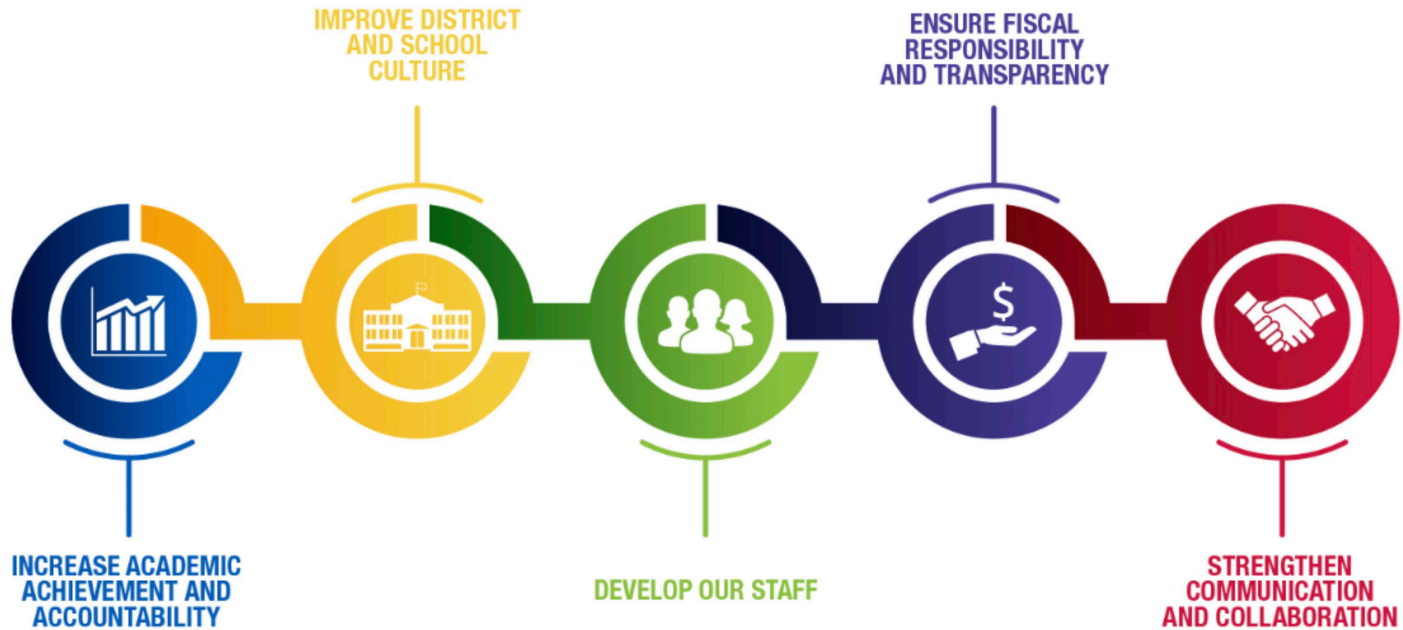 IMPROVE DISTRICT
AND SCHOOL
CULTURE
ENSURE FISCAL
RESPONSIBILITY
AND TRANSPARENCY
$
INCREASE ACADEMIC
ACHIEVEMENT AND
ACCOUNTABILITY
DEVELOP OUR STAFF
STRENGTHEN
COMMUNICATION
AND COLLABORATION